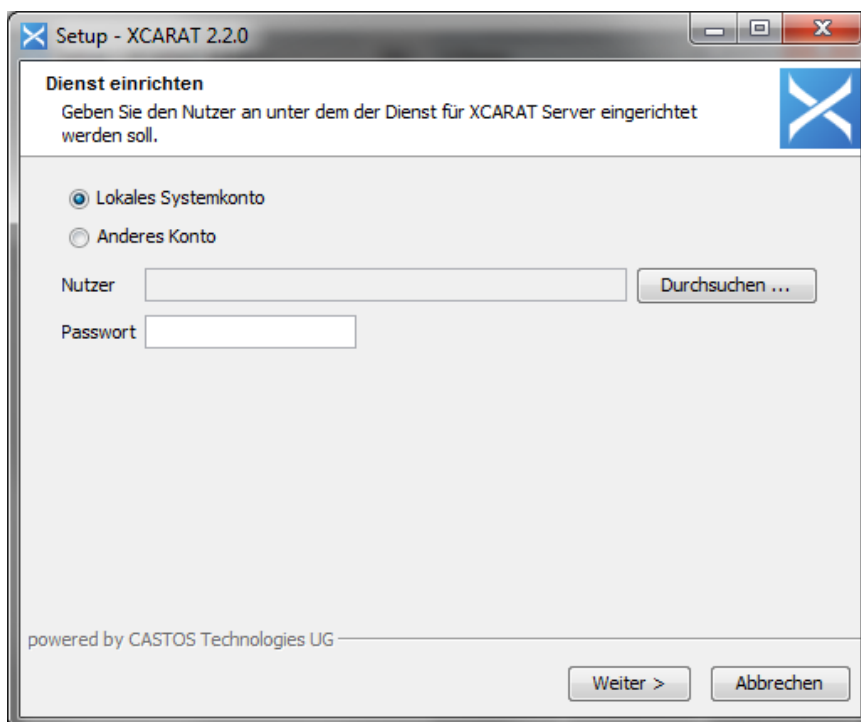 Setup - XCARAT 2.2.0
Dienst einrichten
Geben Sie den Nutzer an unter dem der Dienst für XCARAT Server eingerichtet
werden soll.
Lokales Systemkonto
Anderes Konto
Nutzer
Durchsuchen ...
Passwort
powered by CASTOS Technologies UG
Weiter >
Abbrechen